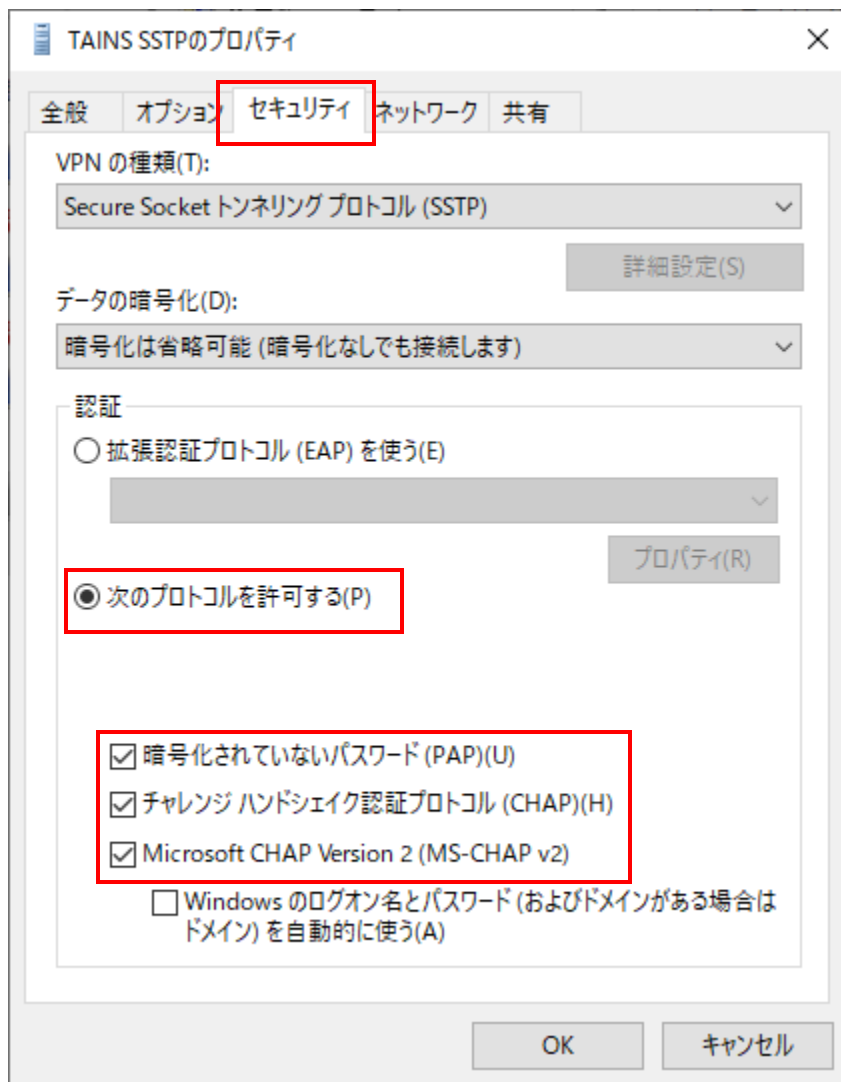 TAINS SSTPのプロパティ
全般 オプション セキュリティ ネットワーク 共有
VPN の種類(T):
Secure Socket トンネリング プロトコル (SSTP)
詳細設定(S)
データの暗号化(D):
暗号化は省略可能 (暗号化なしでも接続します)
認証
拡張認証プロトコル (EAP) を使う(E)
プロパティ(R)
次のプロトコルを許可する(P)
暗号化されていないパスワード (PAP)(U)
チャレンジ ハンドシェイク認証プロトコル (CHAP)(H)
Microsoft CHAP Version 2 (MS-CHAP v2)
Windows のログオン名とパスワード (およびドメインがある場合は
ドメイン) を自動的に使う(A)
OK キャンセル